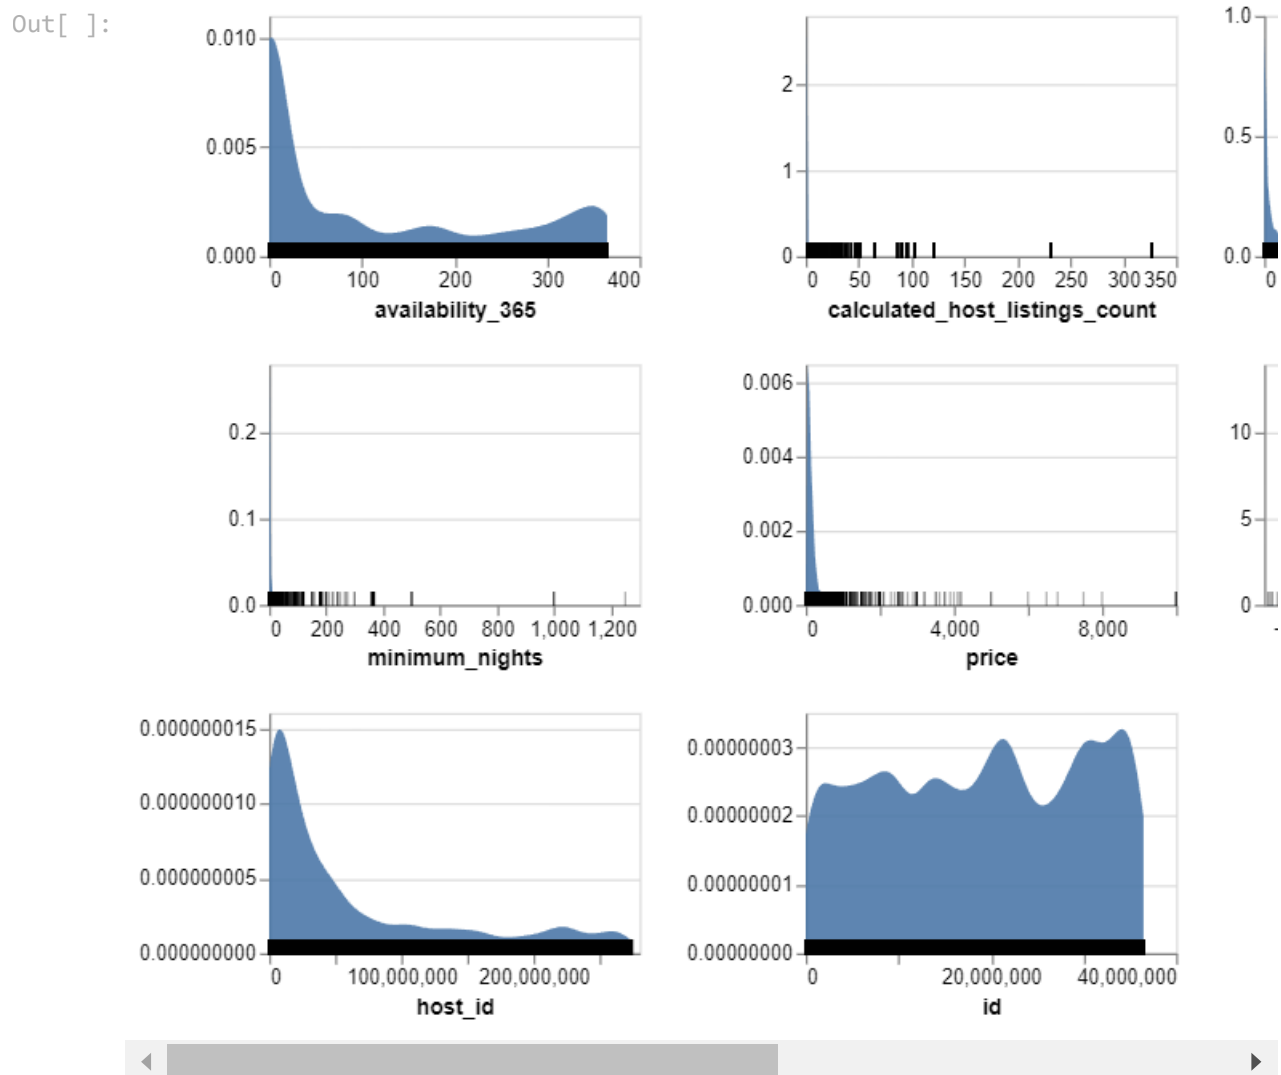 Out[ ]:
0.010
0.005
0.000
0 100 200 300 400
availability_365
2
1
0
0 50 100 150 200 250 300 350
calculated_host_listings_count
1.0
0.5
0.0
0
0.2
0.1
0.0
0 200 400 600 800 1,000 1,200
minimum_nights
0.006
0.004
0.002
0.000
0 4,000 8,000
price
10
5
0
0.000000015
0.000000010
0.000000005
0.000000000
0 100,000,000 200,000,000
host_id
0.00000003
0.00000002
0.00000001
0.00000000
0 20,000,000 40,000,000
id